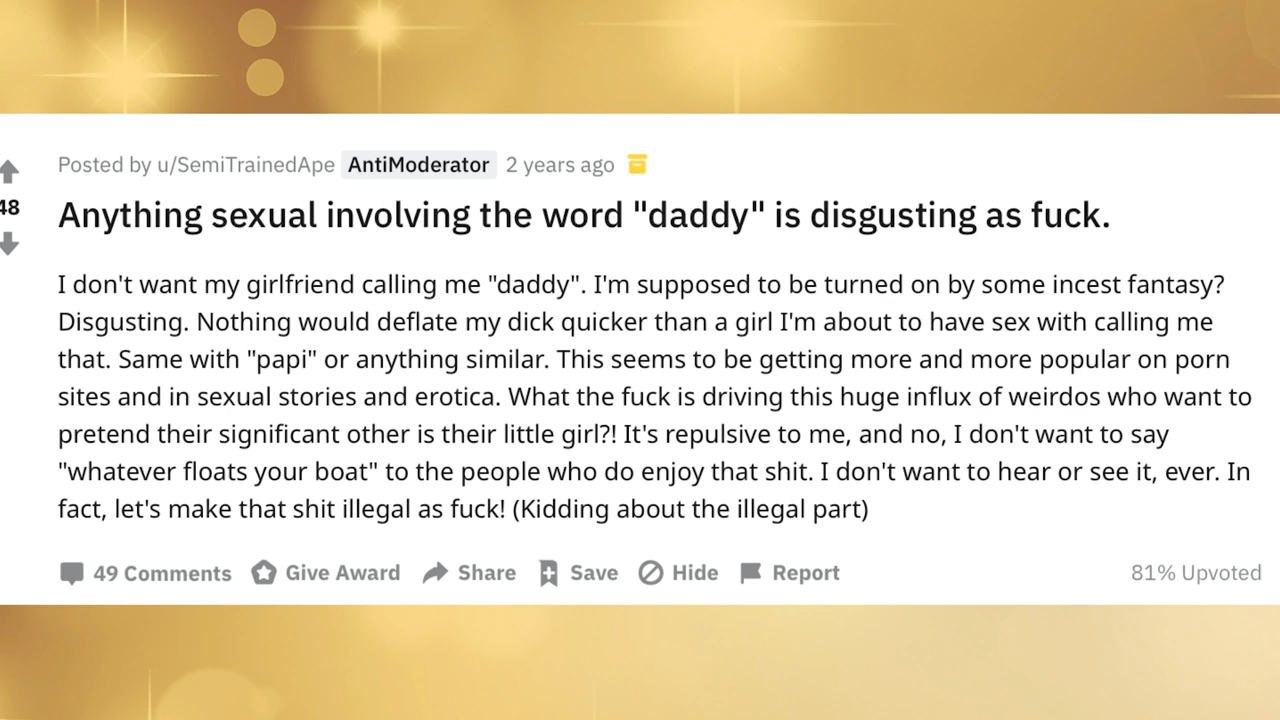 Posted by u/SemiTrainedApe AntiModerator 2 years ago
48
Anything sexual involving the word "daddy" is disgusting as fuck.
I don't want my girlfriend calling me "daddy". I'm supposed to be turned on by some incest fantasy?
Disgusting. Nothing would deflate my dick quicker than a girl I'm about to have sex with calling me
that. Same with "papi" or anything similar. This seems to be getting more and more popular on porn
sites and in sexual stories and erotica. What the fuck is driving this huge influx of weirdos who want to
pretend their significant other is their little girl?! It's repulsive to me, and no, I don't want to say
"whatever floats your boat" to the people who do enjoy that shit. I don't want to hear or see it, ever. In
fact, let's make that shit illegal as fuck! (Kidding about the illegal part)
49 Comments Give Award Share Save Hide Report 81% Upvoted